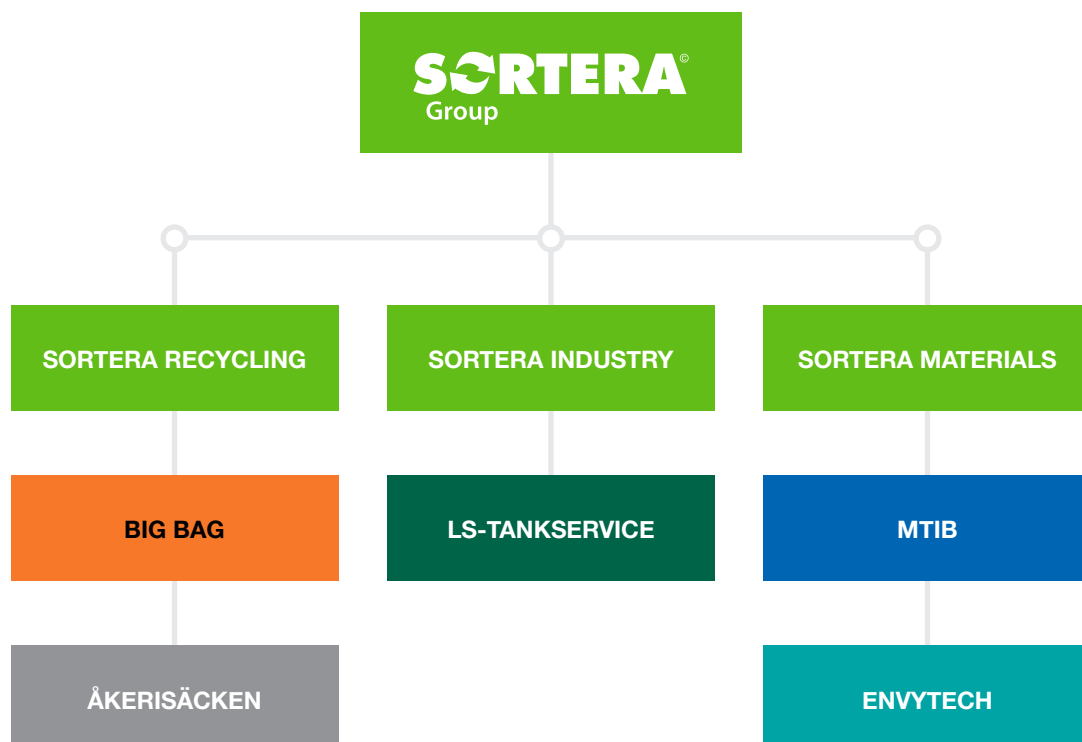 SORTERA©
Group
SORTERA RECYCLING
SORTERA INDUSTRY
SORTERA MATERIALS
BIG BAG
LS-TANKSERVICE
MTIB
ÅKERISÄCKEN
ENVYTECH